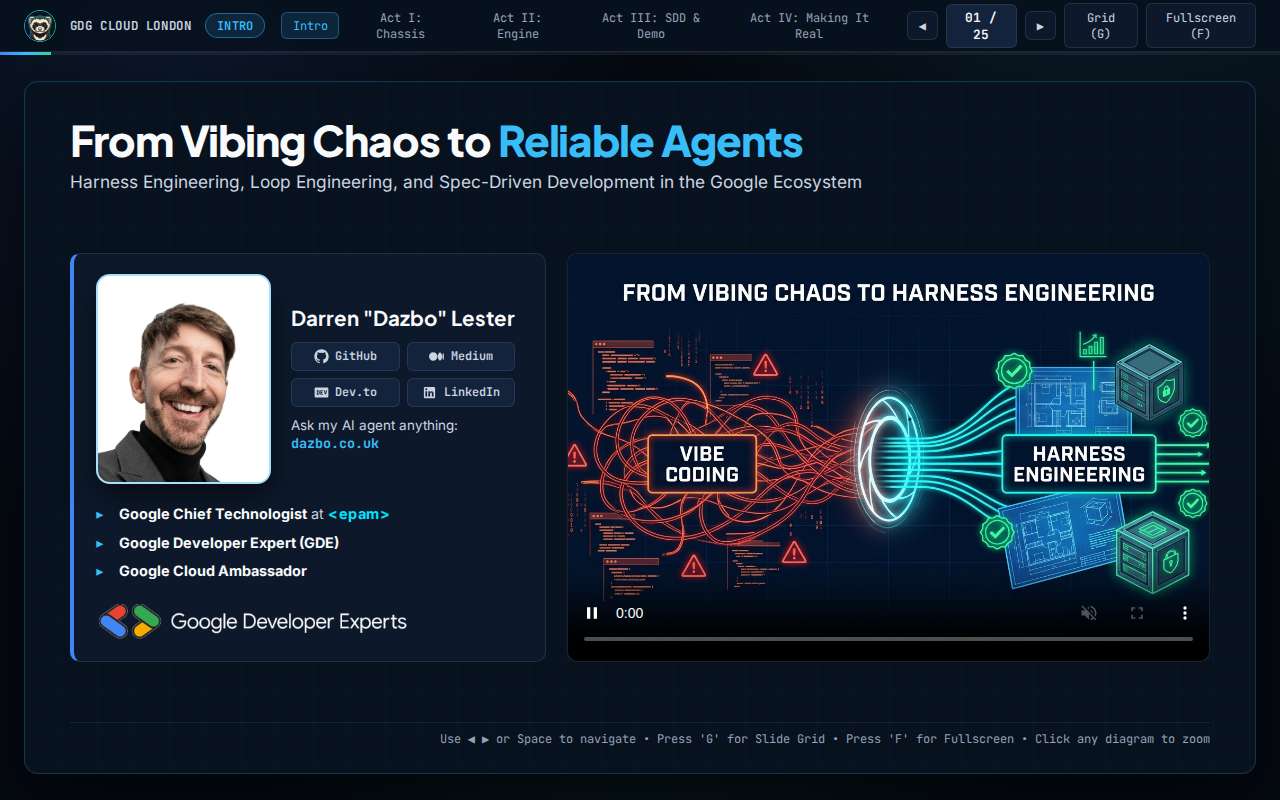 GDG CLOUD LONDON
INTRO
Intro
Act I: Chassis
Act II: Engine
Act III: SDD & Demo
Act IV: Making It Real
◄
01 / 25
►
Grid (G)
Fullscreen (F)
From Vibing Chaos to Reliable Agents
Harness Engineering, Loop Engineering, and Spec-Driven Development in the Google Ecosystem
Darren "Dazbo" Lester
GitHub
Medium
Dev.to
LinkedIn
Ask my AI agent anything:
dazbo.co.uk
► Google Chief Technologist at <epam>
► Google Developer Expert (GDE)
► Google Cloud Ambassador
Google Developer Experts
FROM VIBING CHAOS TO HARNESS ENGINEERING
VIBE
CODING
HARNESS
ENGINEERING
0:00
Use ◄ ► or Space to navigate • Press 'G' for Slide Grid • Press 'F' for Fullscreen • Click any diagram to zoom